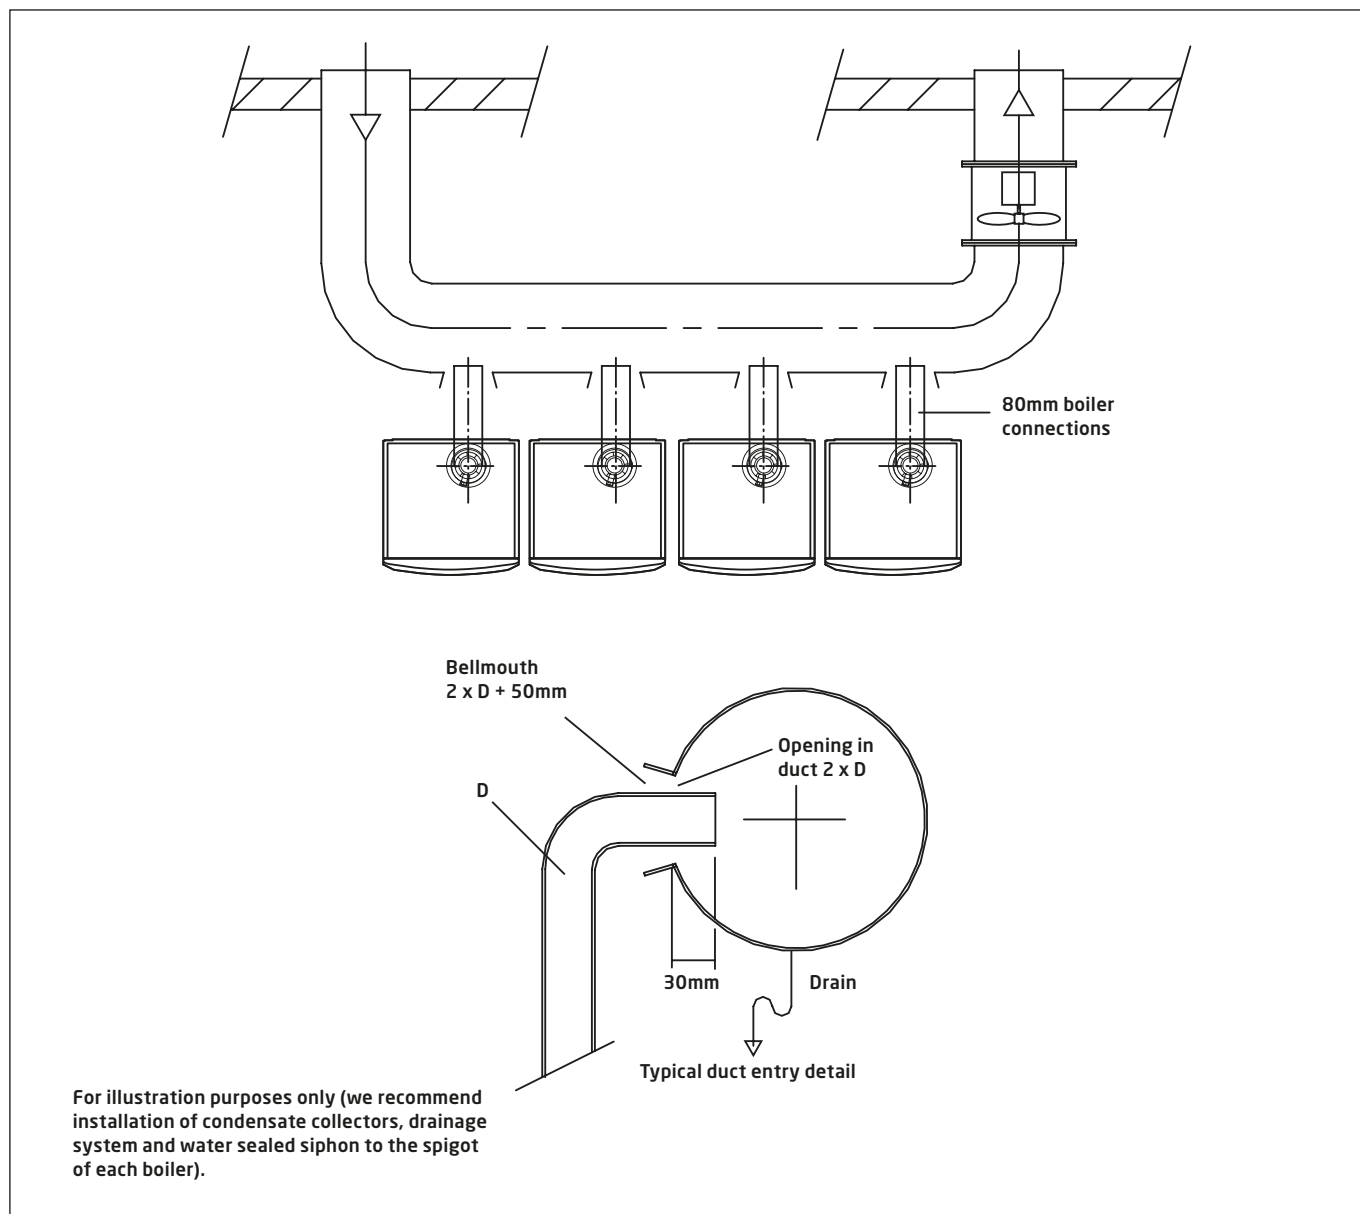 80mm boiler
connections
Bellmouth
2 x D + 50mm
Opening in
duct 2 x D
D
30mm
Drain
Typical duct entry detail
For illustration purposes only (we recommend
installation of condensate collectors, drainage
system and water sealed siphon to the spigot
of each boiler).